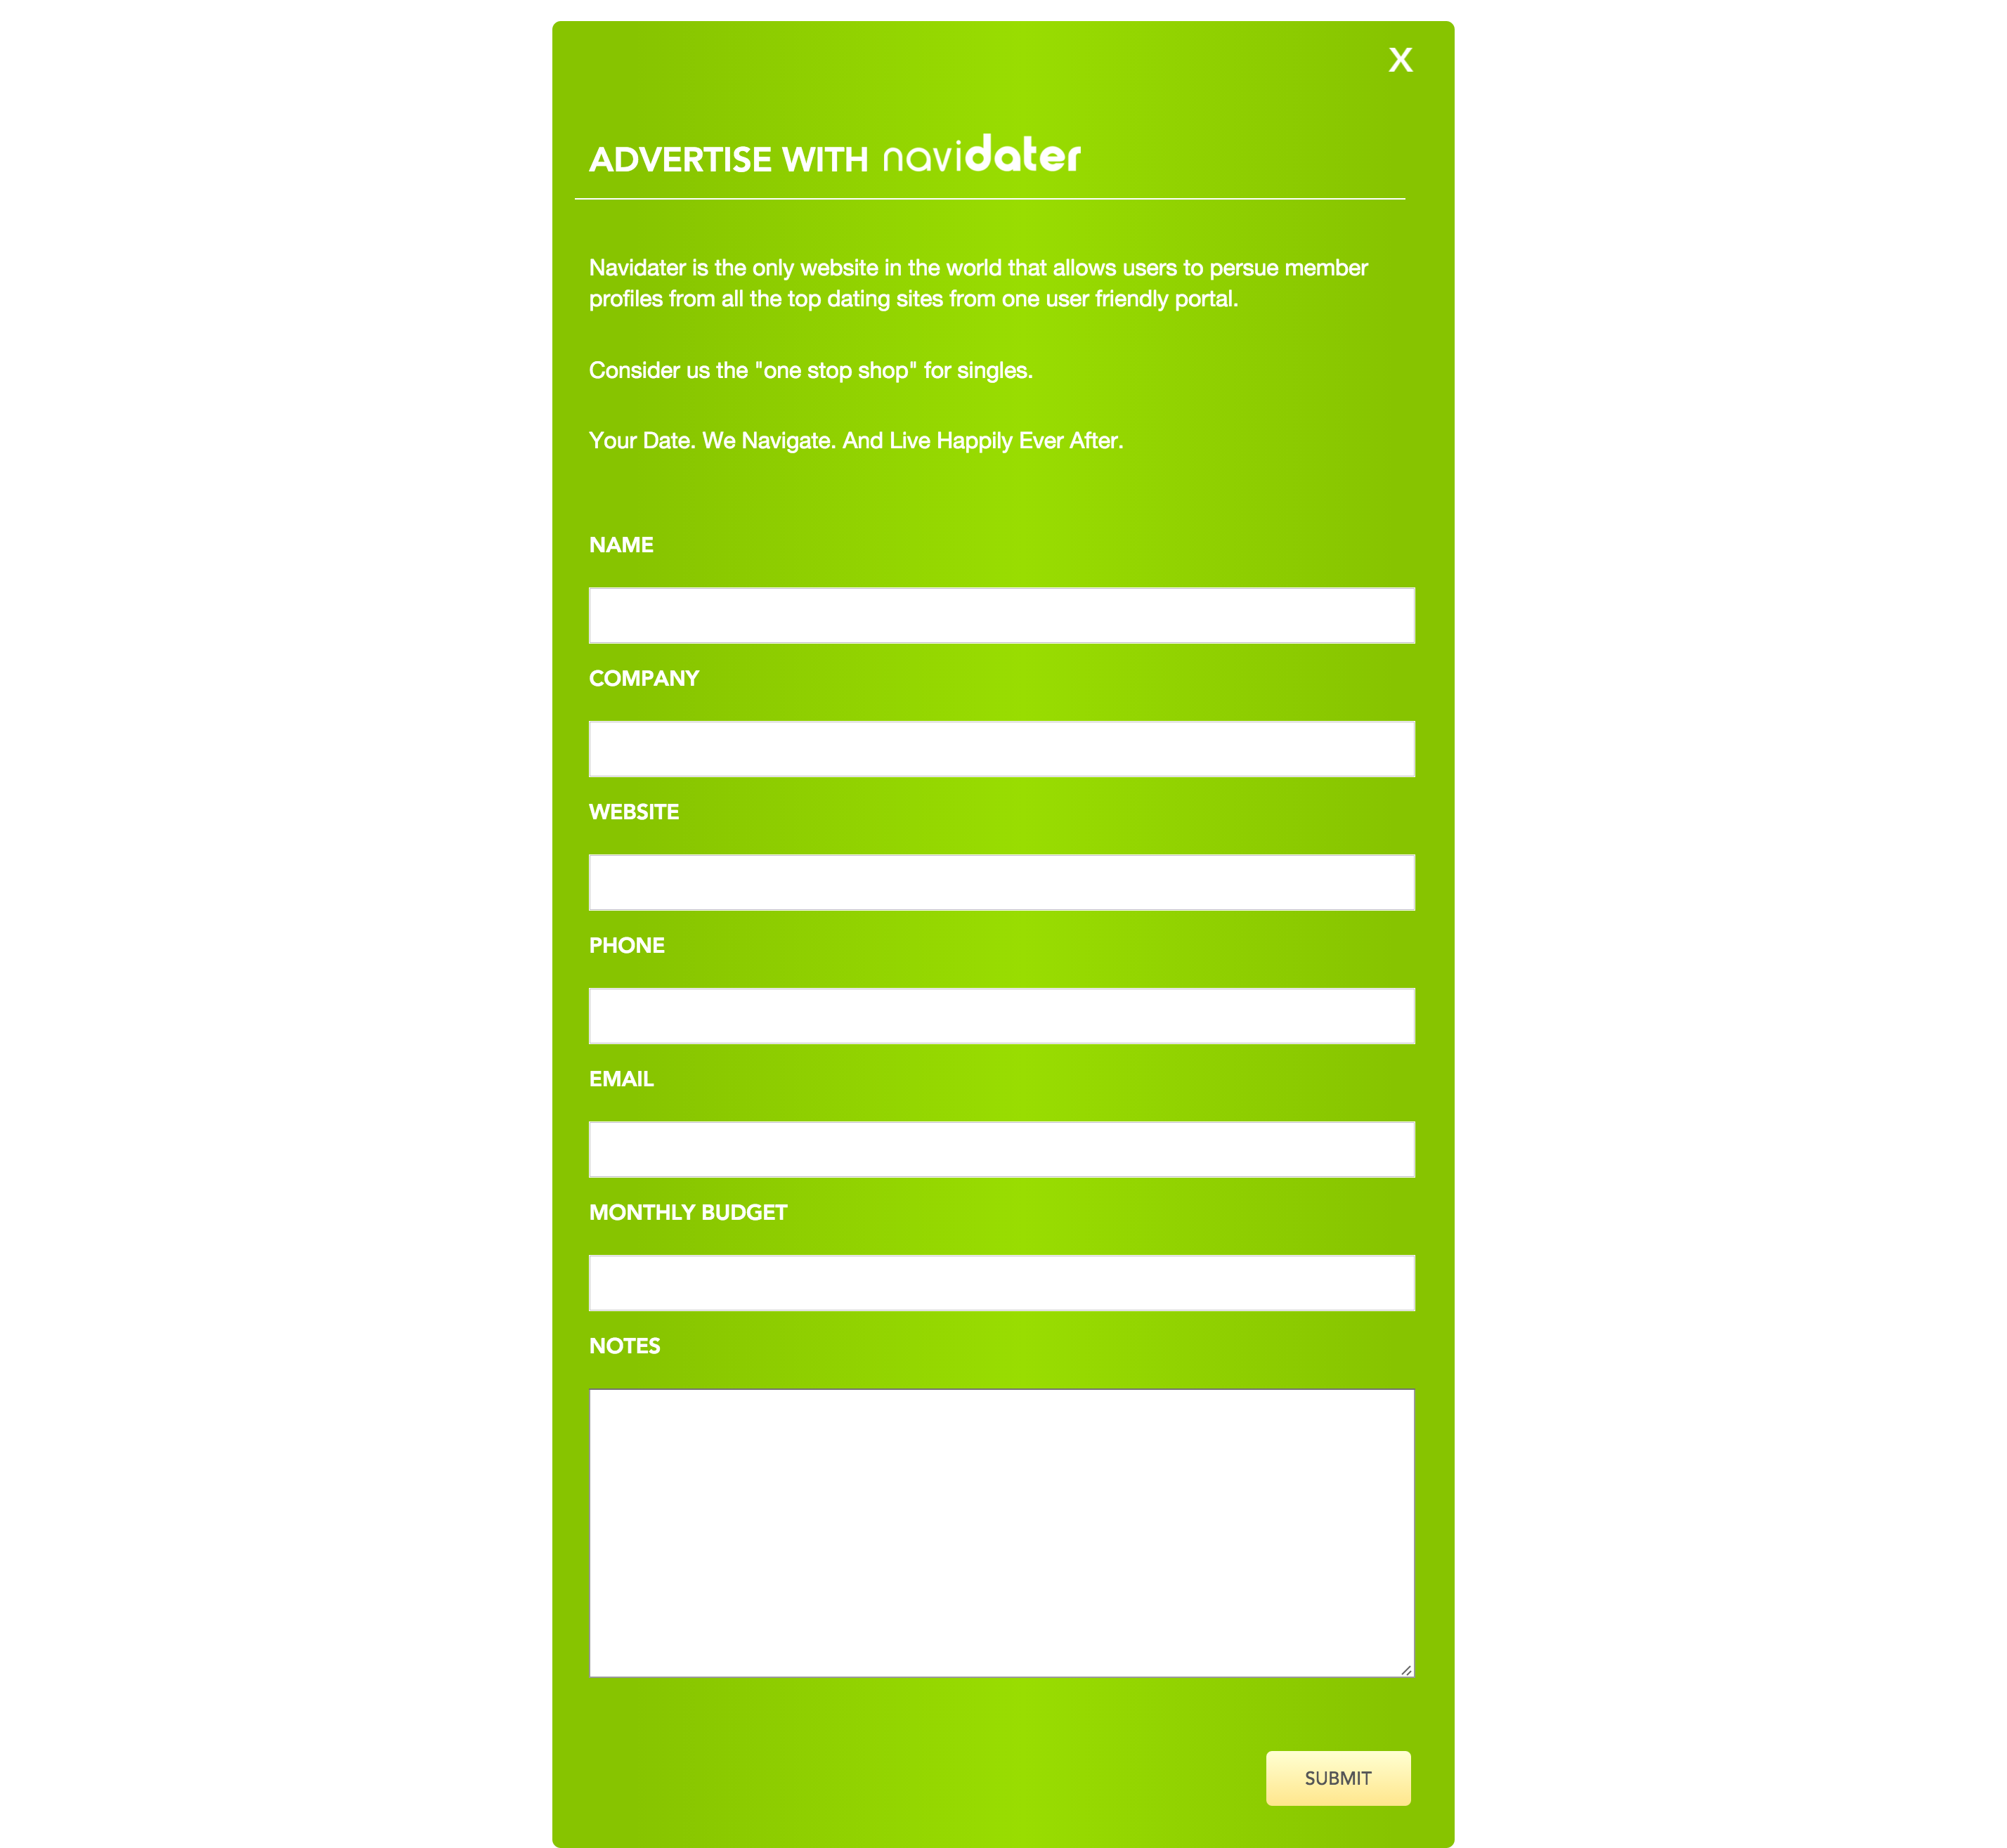 X
ADVERTISE WITH navidater
Navidater is the only website in the world that allows users to persue member
profiles from all the top dating sites from one user friendly portal.
Consider us the "one stop shop" for singles.
Your Date. We Navigate. And Live Happily Ever After.
NAME
COMPANY
WEBSITE
PHONE
EMAIL
MONTHLY BUDGET
NOTES
SUBMIT